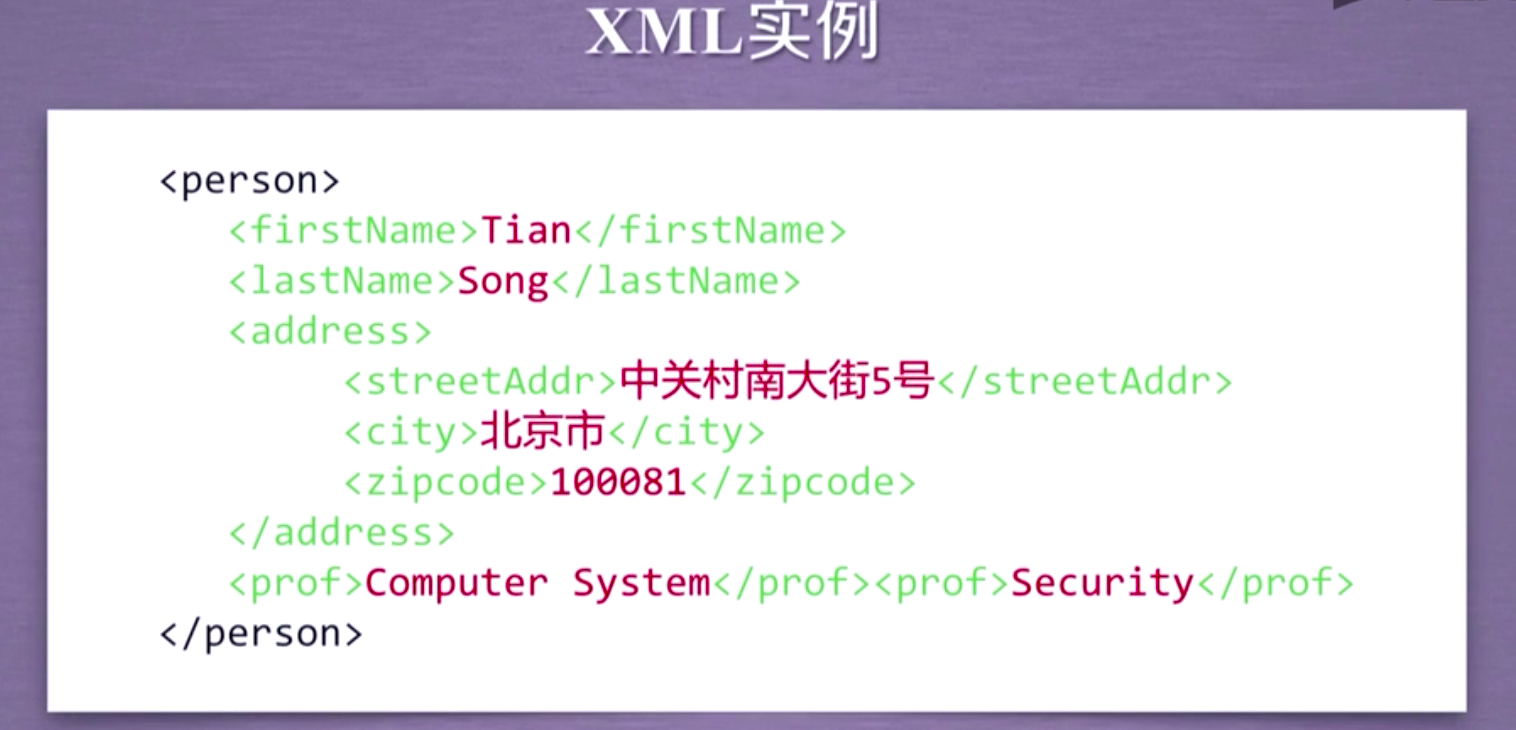 XML实例
<person>
<firstName>Tian</firstName>
<lastName>Song</lastName>
<address>
<streetAddr>中关村南大街5号</streetAddr>
<city>北京市</city>
<zipcode>100081</zipcode>
</address>
<prof>Computer System</prof><prof>Security</prof>
</person>